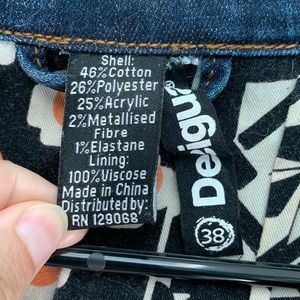 Shell:
46%Cotton
26%Polyester
25%Acrylic
2%Metallised
Fibre
1%Elastane
Lining:
100%Viscose
Made in China
Distributed by:
RN 129068
Desigual
38